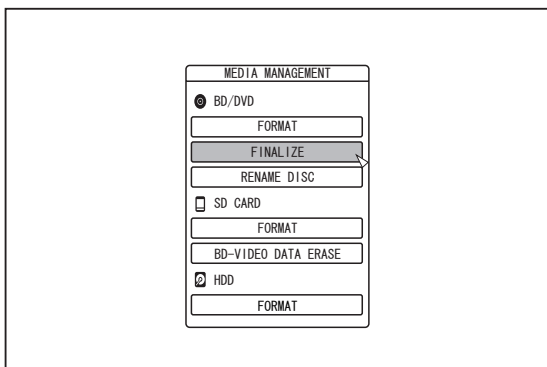 MEDIA MANAGEMENT
BD/DVD
FORMAT
FINALIZE
RENAME DISC
SD CARD
FORMAT
BD-VIDEO DATA ERASE
HDD
FORMAT